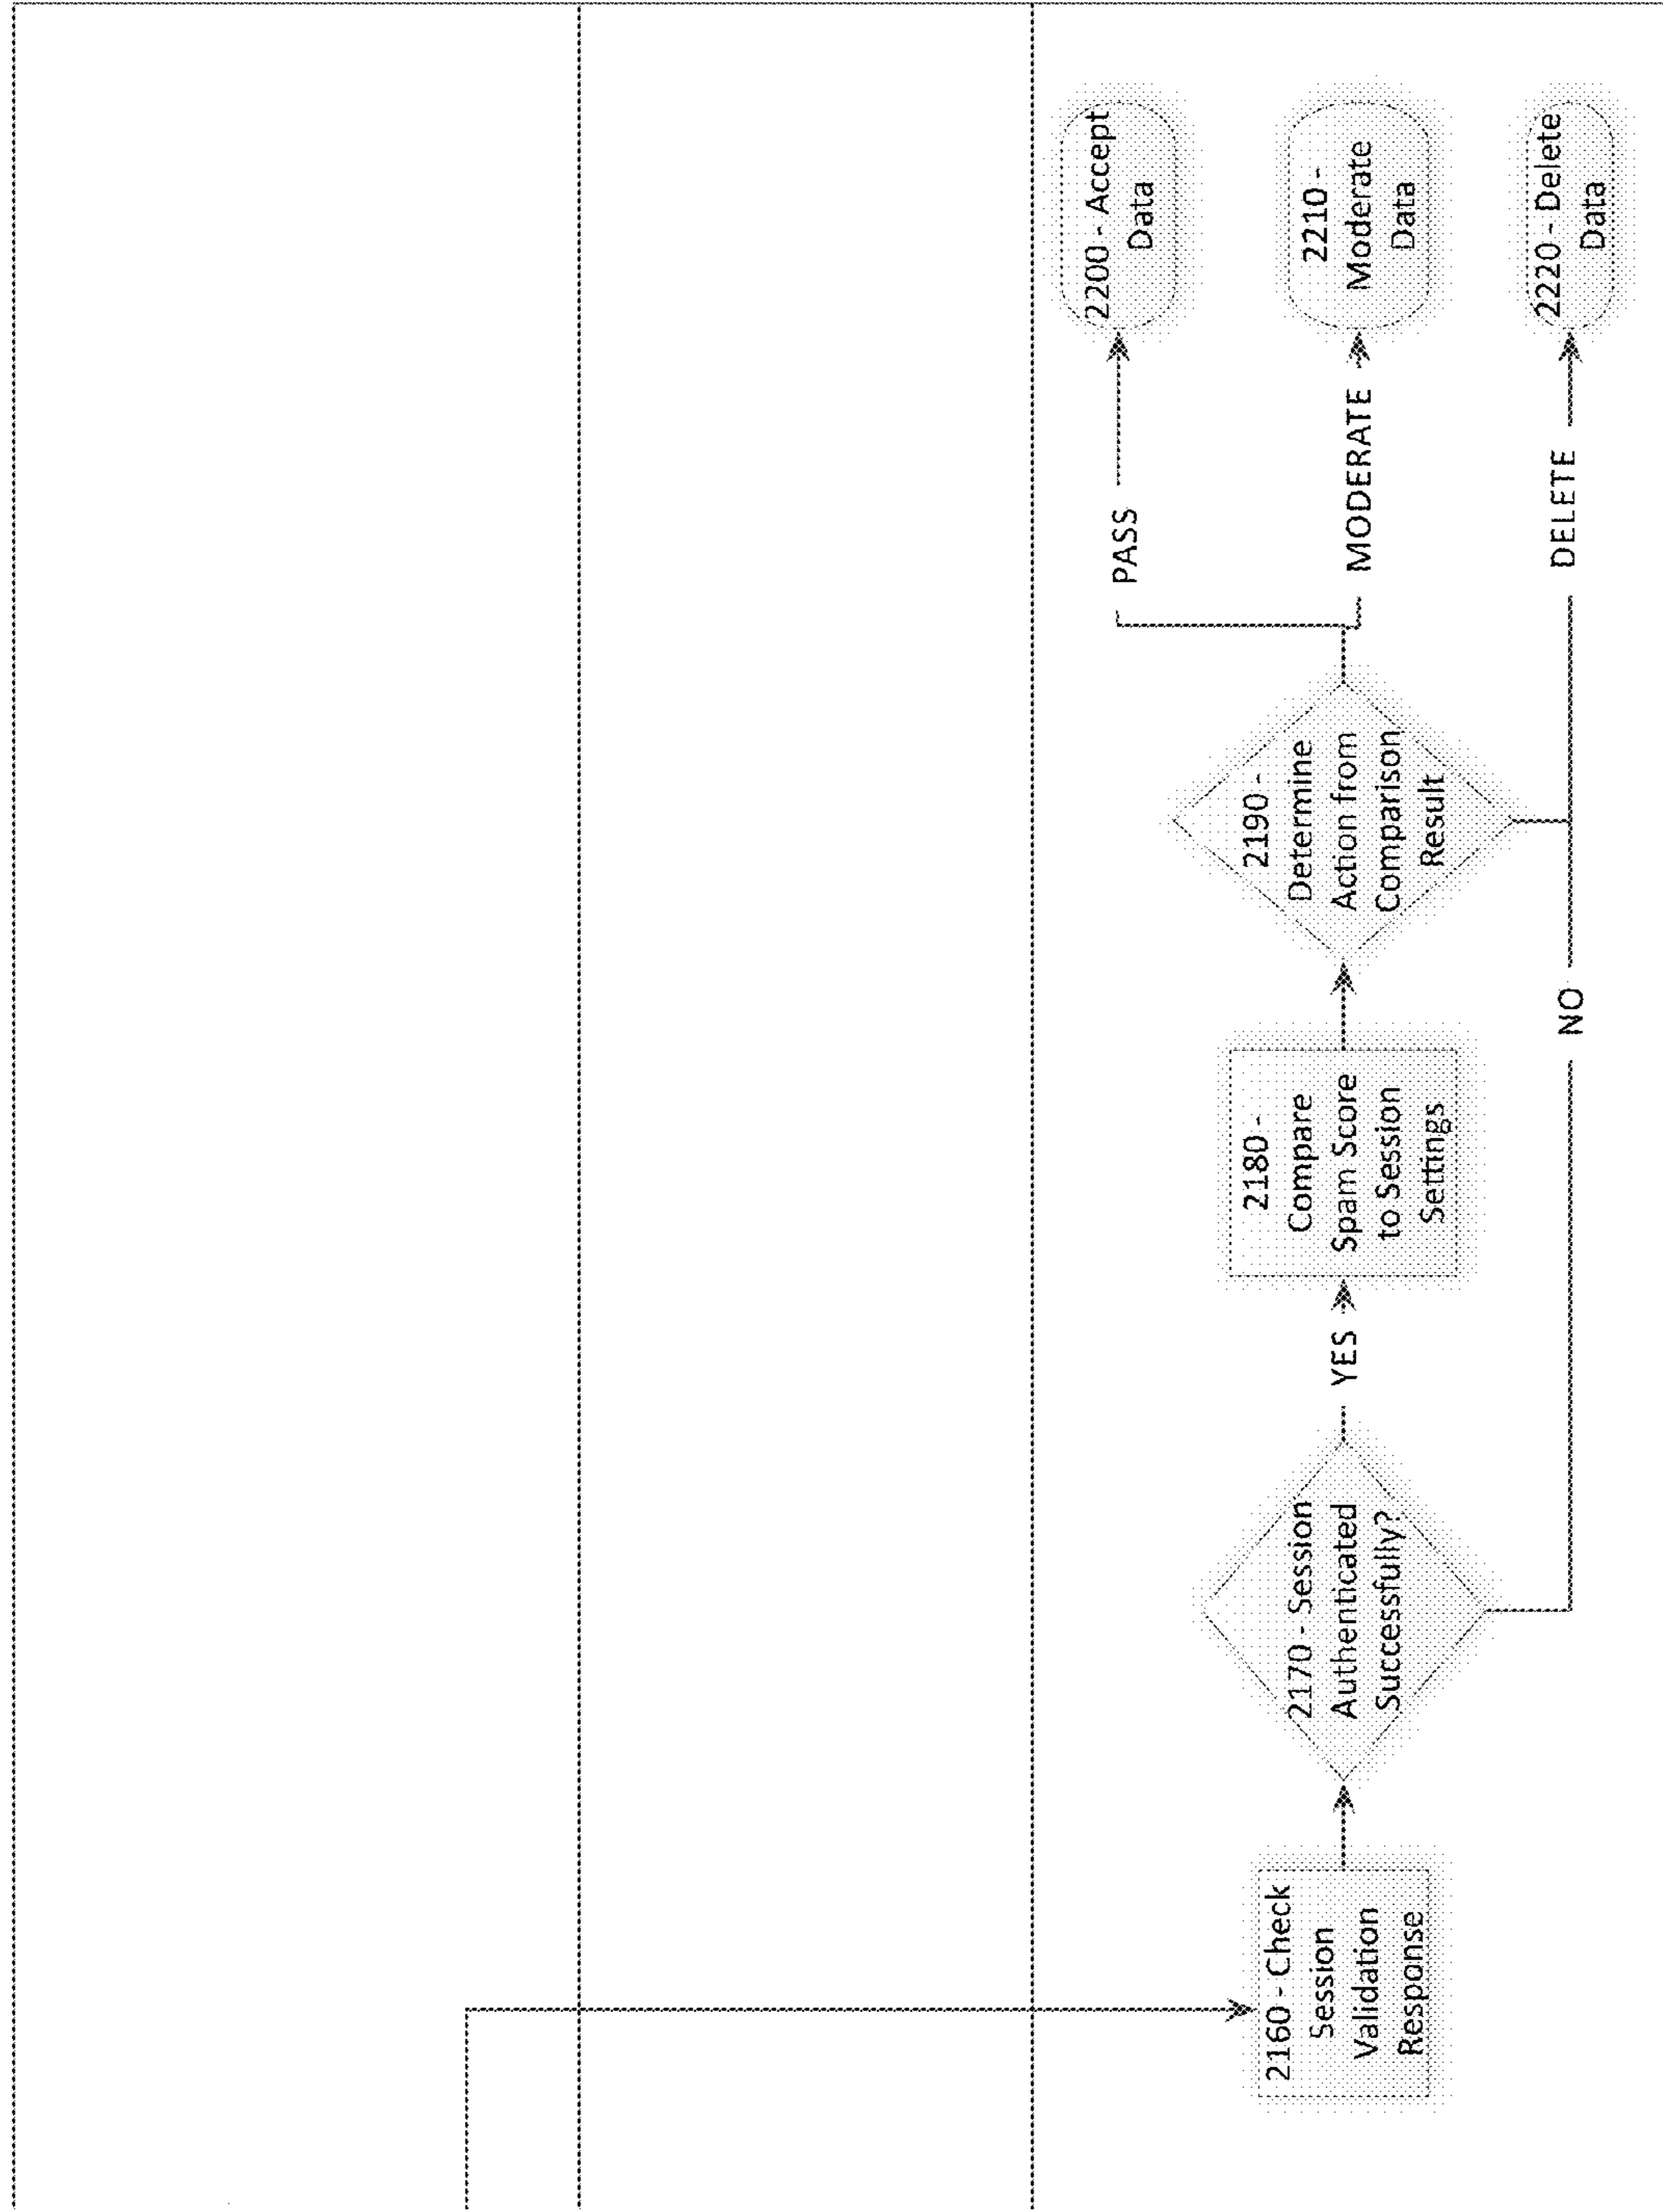 2160 - Check
Session
Validation
Response
2170 - Session
Authenticated
Successfully?
YES
NO
2180 -
Compare
Spam Score
to Session
Settings
2190 -
Determine
Action from
Comparison
Result
PASS
MODERATE
DELETE
2200 - Accept
Data
2210 -
Moderate
Data
2220 - Delete
Data